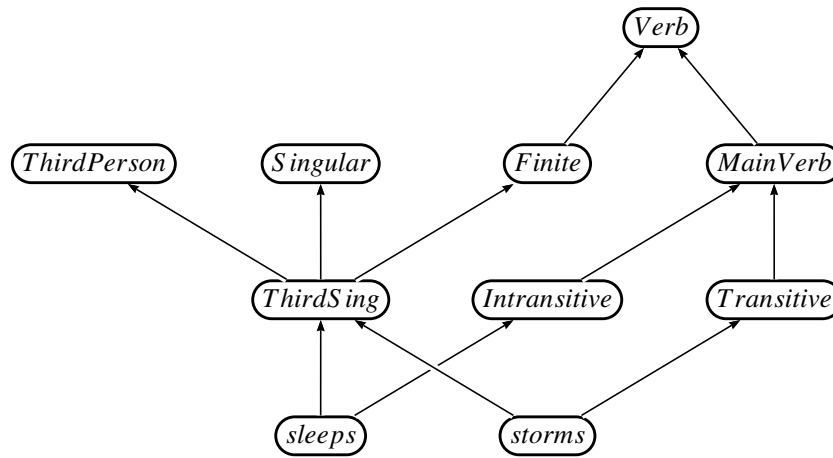 Verb
ThirdPerson
Singular
Finite
MainVerb
ThirdSing
Intransitive
Transitive
sleeps
storms